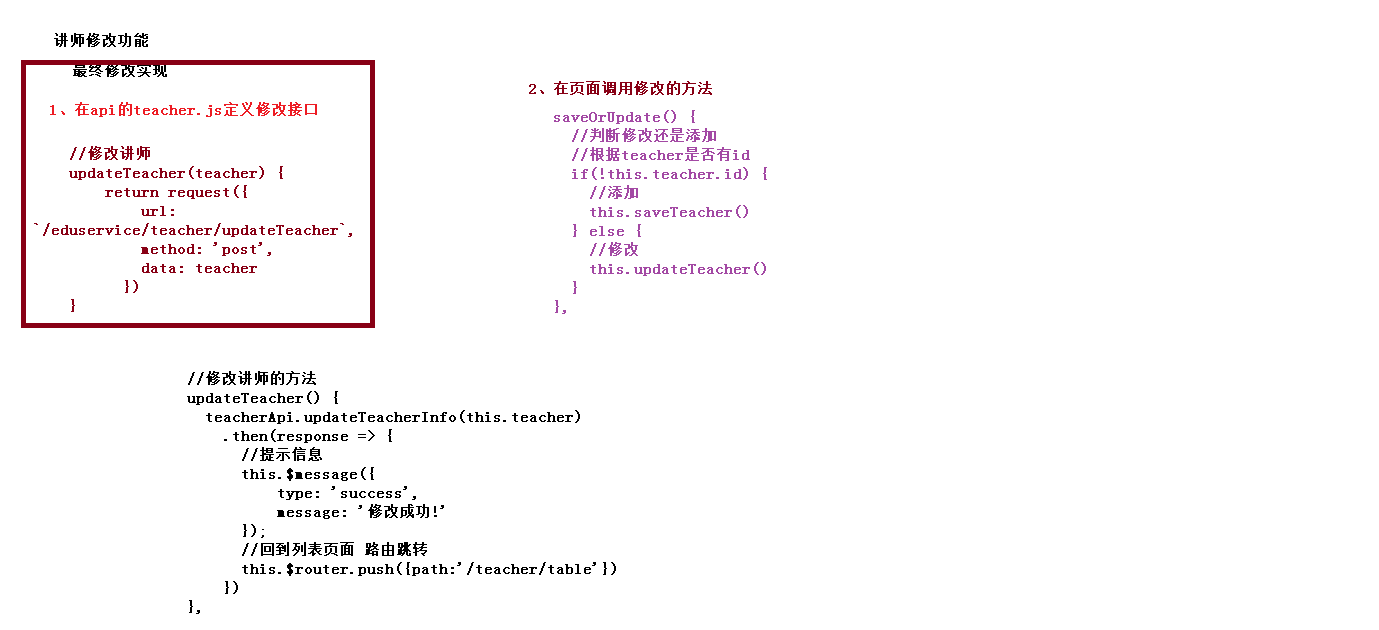 讲师修改功能
最终修改实现
1、在api的teacher.js定义修改接口
//修改讲师
updateTeacher(teacher) {
return request({
url:
`/eduservice/teacher/updateTeacher`,
method: 'post',
data: teacher
})
}
2、在页面调用修改的方法
saveOrUpdate() {
//判断修改还是添加
//根据teacher是否有id
if(!this.teacher.id) {
//添加
this.saveTeacher()
} else {
//修改
this.updateTeacher()
}
},
//修改讲师的方法
updateTeacher() {
teacherApi.updateTeacherInfo(this.teacher)
.then(response => {
//提示信息
this.$message({
type: 'success',
message: '修改成功!'
});
//回到列表页面 路由跳转
this.$router.push({path:'/teacher/table'})
})
},